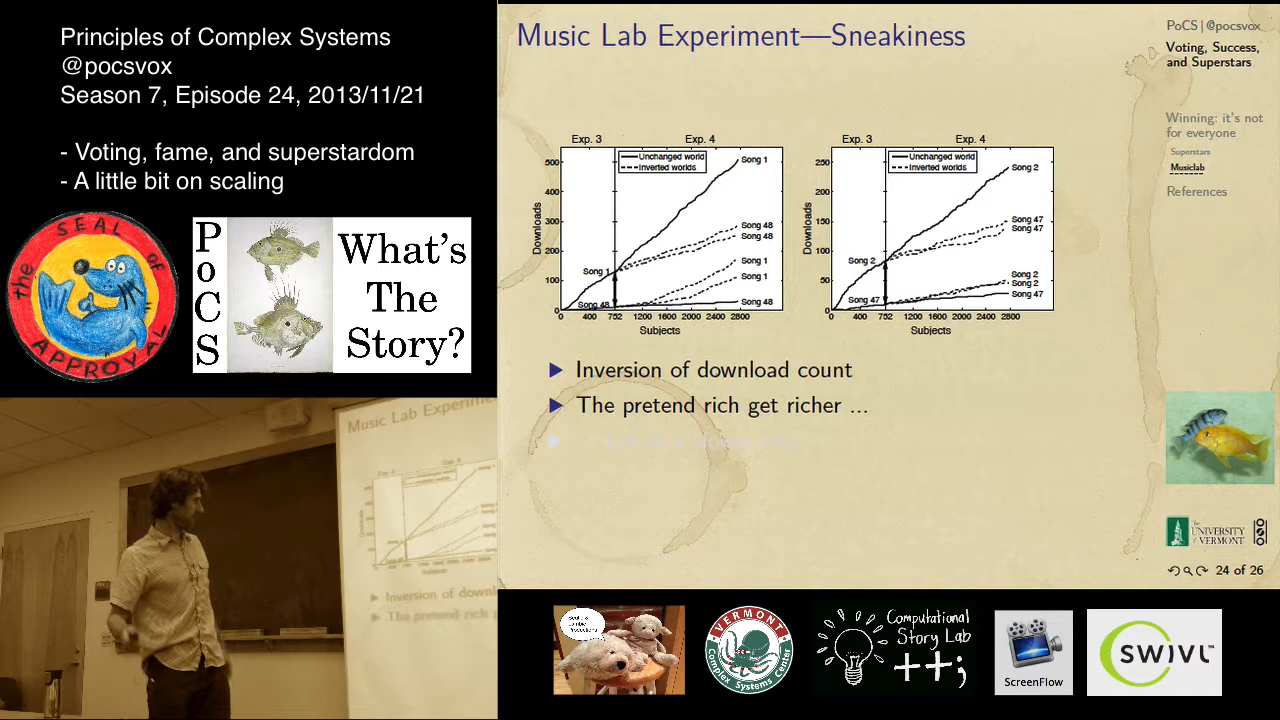 Principles of Complex Systems
@pocsvox
Season 7, Episode 24, 2013/11/21
- Voting, fame, and superstardom
- A little bit on scaling
THE SEAL of APPROVAL
PoCS
What's
The
Story?
Music Lab Experiment—Sneakiness
PoCS | @pocsvox
Voting, Success,
and Superstars
Winning: it's not
for everyone
Superstars
Musiclab
References
Exp. 3 Exp. 4
Unchanged world
Inverted worlds
Downloads
500
400
300
200
100
0
Song 1
Song 48
Song 48
Song 1
Song 1
Song 48
Song 1
Song 48
0 400 752 1200 1600 2000 2400 2800
Subjects
Exp. 3 Exp. 4
Unchanged world
Inverted worlds
Downloads
250
200
150
100
50
0
Song 2
Song 47
Song 47
Song 2
Song 2
Song 47
Song 2
Song 47
0 400 752 1200 1600 2000 2400 2800
Subjects
▶ Inversion of download count
▶ The pretend rich get richer ...
The
UNIVERSITY
of VERMONT
24 of 26
Music Lab Experimen
▶ Inversion of down
▶ The pretend rich g
Productions
VERMONT
Complex Systems Center
Computational
Story Lab
++;
ScreenFlow
SWIVL™